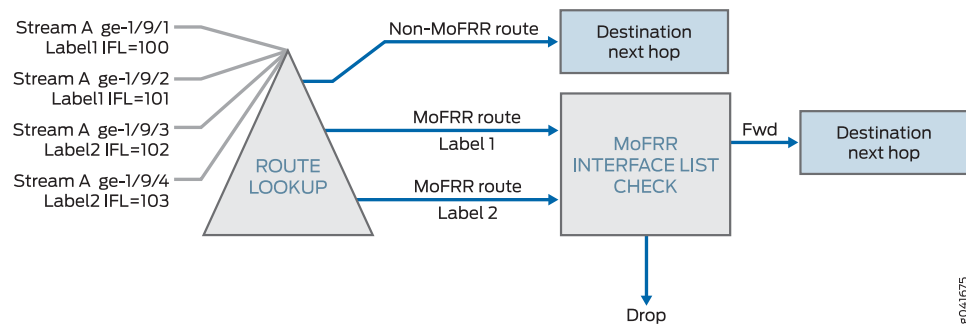 Stream A ge-1/9/1
Label1 IFL=100
Stream A ge-1/9/2
Label1 IFL=101
Stream A ge-1/9/3
Label2 IFL=102
Stream A ge-1/9/4
Label2 IFL=103
ROUTE
LOOKUP
Non-MoFRR route
Destination
next hop
MoFRR route
Label 1
MoFRR route
Label 2
MoFRR
INTERFACE LIST
CHECK
Fwd
Destination
next hop
Drop
g041675